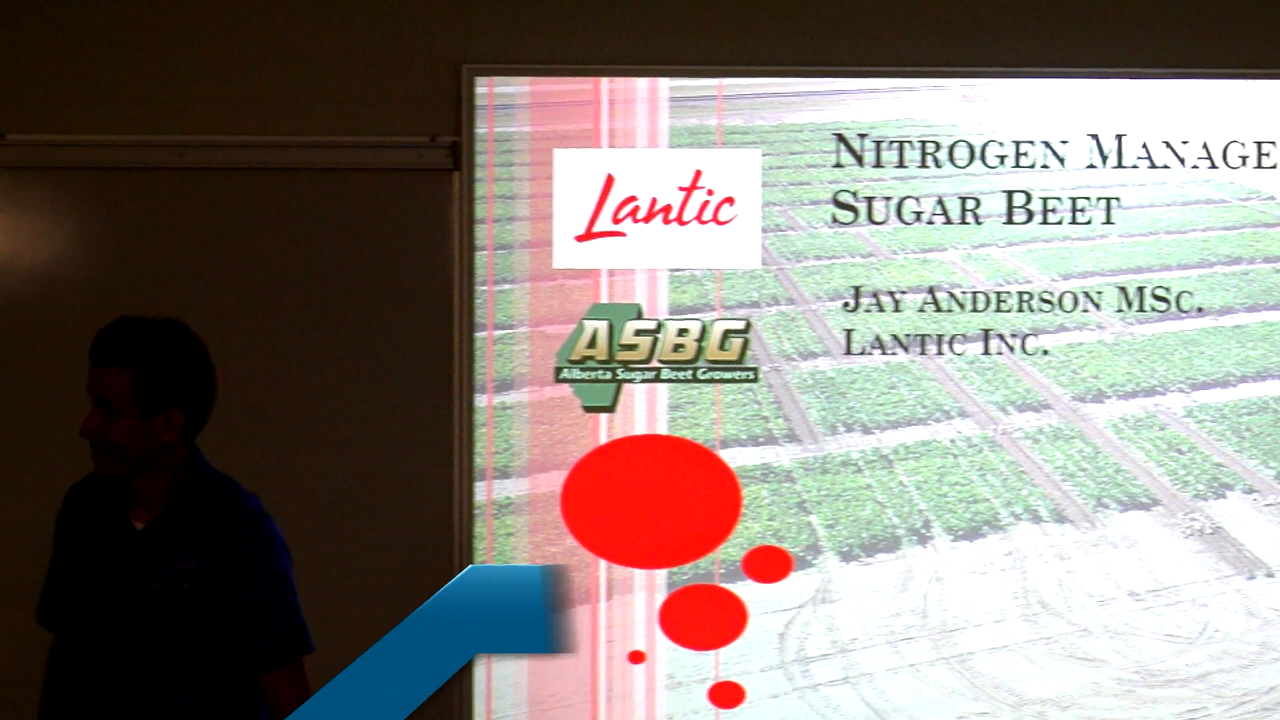 Lantic
ASBG
Alberta Sugar Beet Growers
NITROGEN MANAGE
SUGAR BEET
JAY ANDERSON MSC.
LANTIC INC.